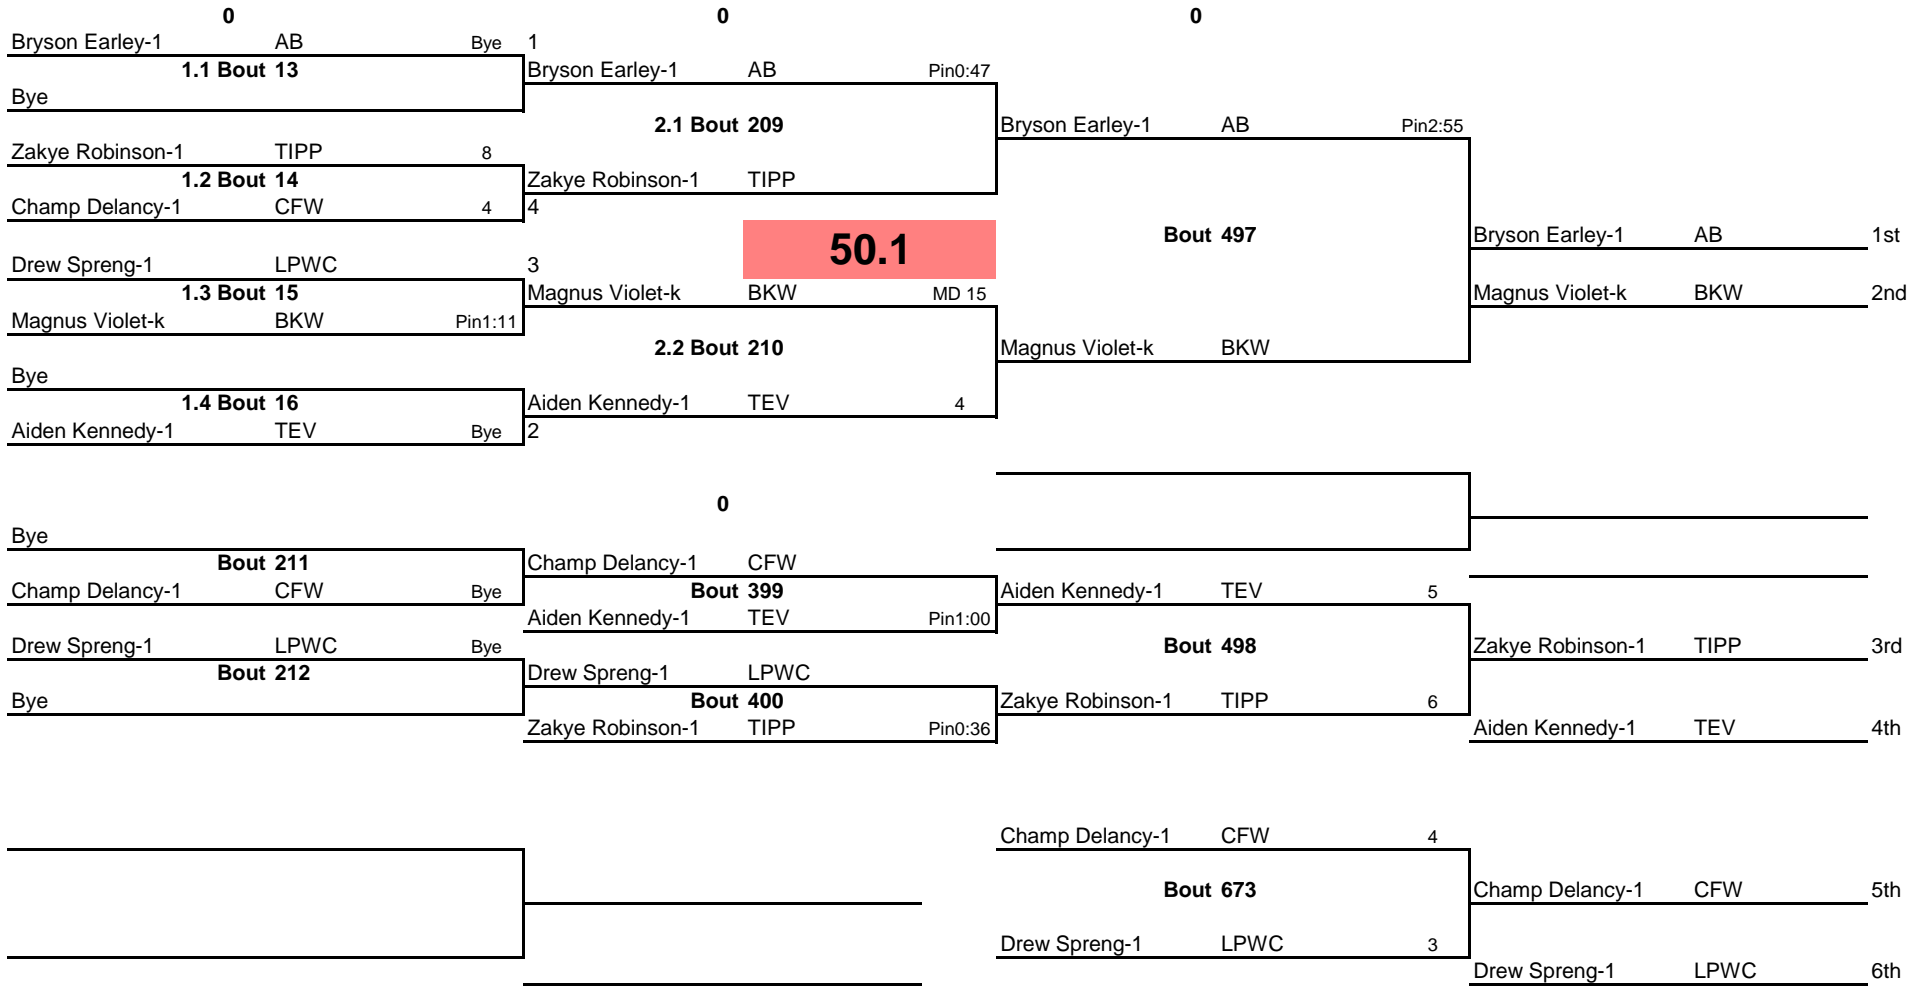 0 0 0
Bryson Earley-1 AB Bye 1
1.1 Bout 13 Bryson Earley-1 AB Pin0:47
Bye
2.1 Bout 209 Bryson Earley-1 AB Pin2:55
Zakye Robinson-1 TIPP 8
1.2 Bout 14 Zakye Robinson-1 TIPP
Champ Delancy-1 CFW 4 4
50.1 Bout 497 Bryson Earley-1 AB 1st
Drew Spreng-1 LPWC 3
1.3 Bout 15 Magnus Violet-k BKW MD 15 Magnus Violet-k BKW 2nd
Magnus Violet-k BKW Pin1:11
2.2 Bout 210 Magnus Violet-k BKW
Bye
1.4 Bout 16 Aiden Kennedy-1 TEV 4
Aiden Kennedy-1 TEV Bye 2
0
Bye
Bout 211 Champ Delancy-1 CFW
Champ Delancy-1 CFW Bye Bout 399 Aiden Kennedy-1 TEV 5
Aiden Kennedy-1 TEV Pin1:00
Drew Spreng-1 LPWC Bye Bout 498 Zakye Robinson-1 TIPP 3rd
Bout 212 Drew Spreng-1 LPWC
Bye Bout 400 Zakye Robinson-1 TIPP 6
Zakye Robinson-1 TIPP Pin0:36 Aiden Kennedy-1 TEV 4th
Champ Delancy-1 CFW 4
Bout 673 Champ Delancy-1 CFW 5th
Drew Spreng-1 LPWC 3
Drew Spreng-1 LPWC 6th